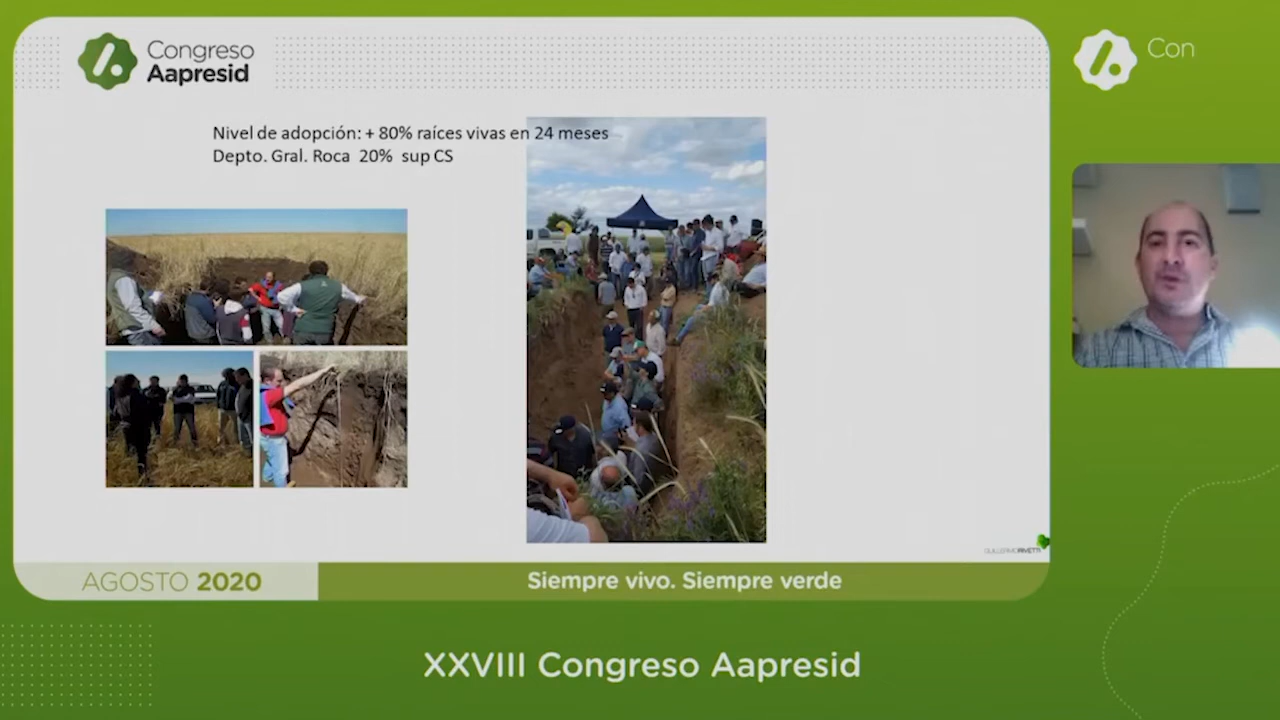 Congreso
Aapresid
Con
Nivel de adopción: + 80% raíces vivas en 24 meses
Depto. Gral. Roca 20% sup CS
GUILLERMORIVETTI
AGOSTO 2020
Siempre vivo. Siempre verde
XXVIII Congreso Aapresid